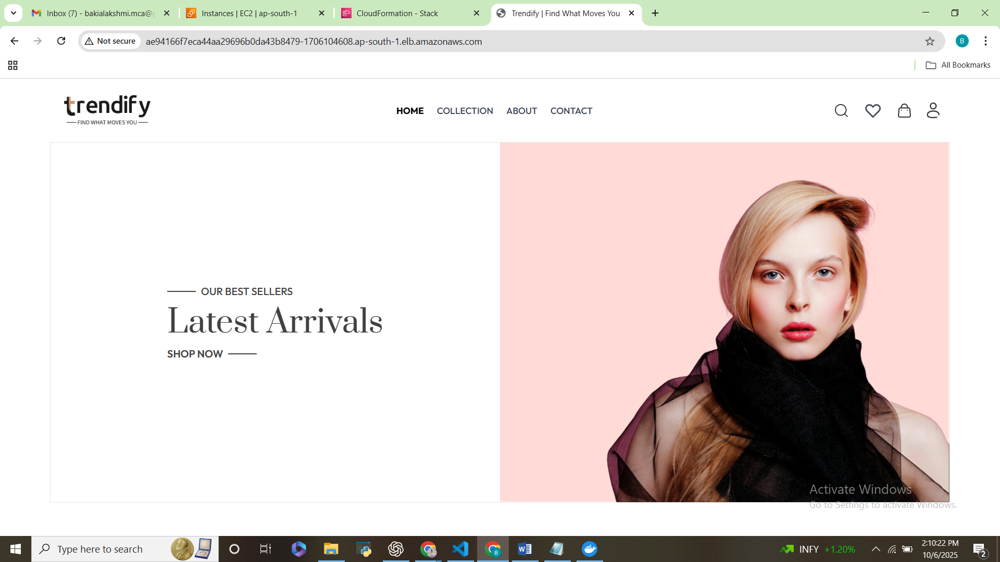 Inbox (7) - bakialakshmi.mca@g
Instances | EC2 | ap-south-1
CloudFormation - Stack
Trendify | Find What Moves You
Not secure
ae94166f7eca44aa29696b0da43b8479-1706104608.ap-south-1.elb.amazonaws.com
B
All Bookmarks
trendify
FIND WHAT MOVES YOU
HOME
COLLECTION
ABOUT
CONTACT
OUR BEST SELLERS
Latest Arrivals
SHOP NOW
Activate Windows
Go to Settings to activate Windows.
Type here to search
B
INFY +1.20%
2:10:22 PM
10/6/2025
2